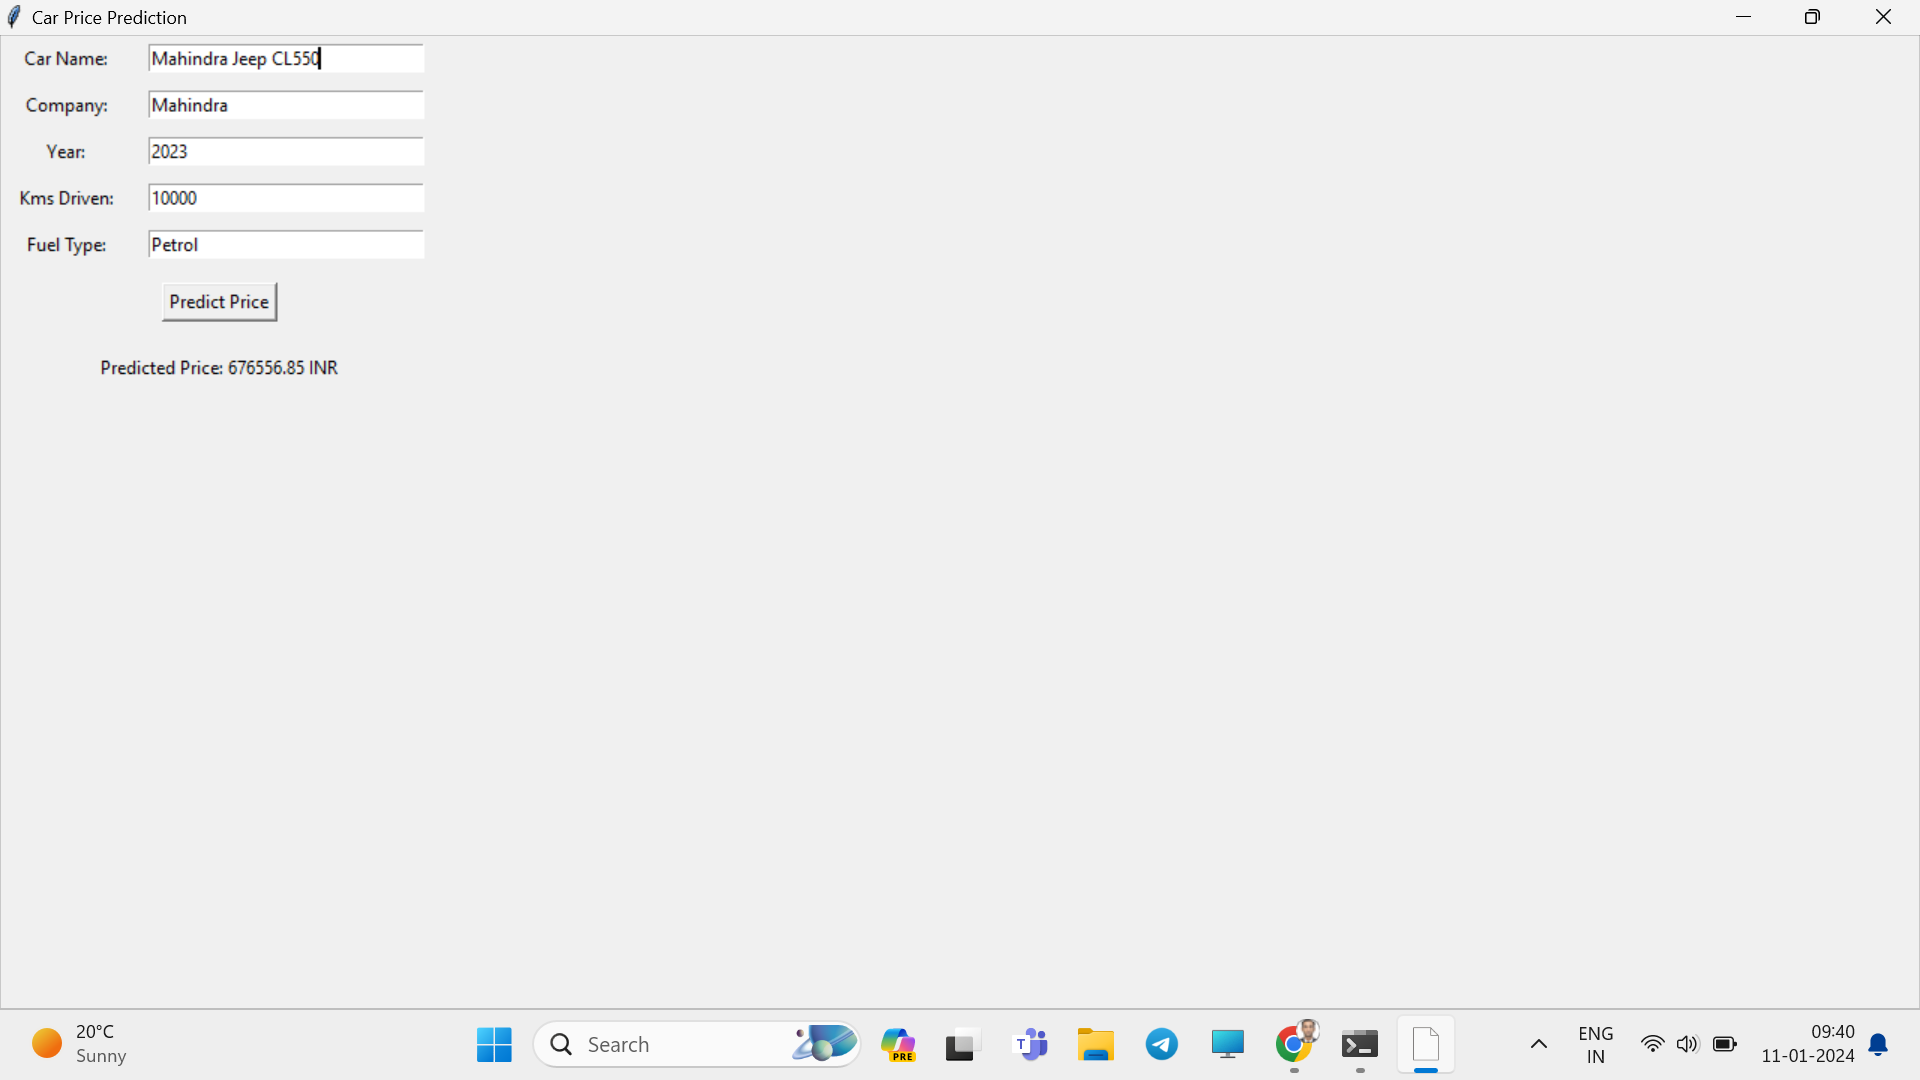 Car Price Prediction
Car Name: Mahindra Jeep CL550
Company: Mahindra
Year: 2023
Kms Driven: 10000
Fuel Type: Petrol
Predict Price
Predicted Price: 676556.85 INR
20°C
Sunny
Search
PRE
T
ENG
IN
09:40
11-01-2024